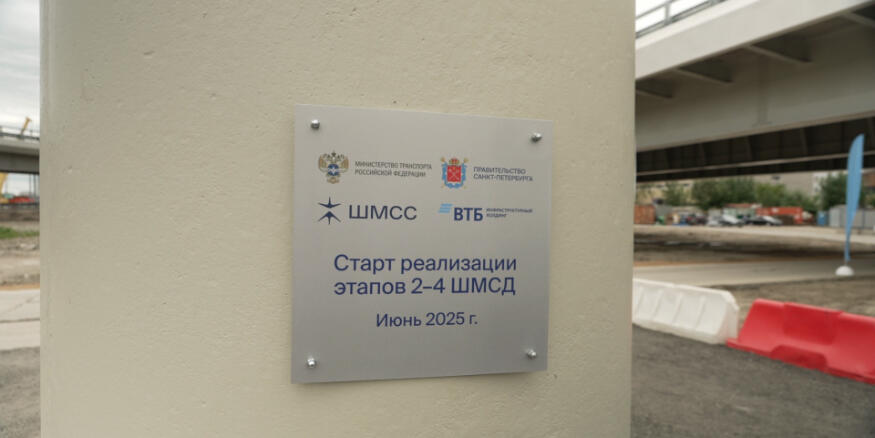 МИНИСТЕРСТВО ТРАНСПОРТА
РОССИЙСКОЙ ФЕДЕРАЦИИ
ПРАВИТЕЛЬСТВО
САНКТ-ПЕТЕРБУРГА
ШМСС
ВТБ
ИНФРАСТРУКТУРНЫЙ
ХОЛДИНГ
Старт реализации
этапов 2–4 ШМСД
Июнь 2025 г.